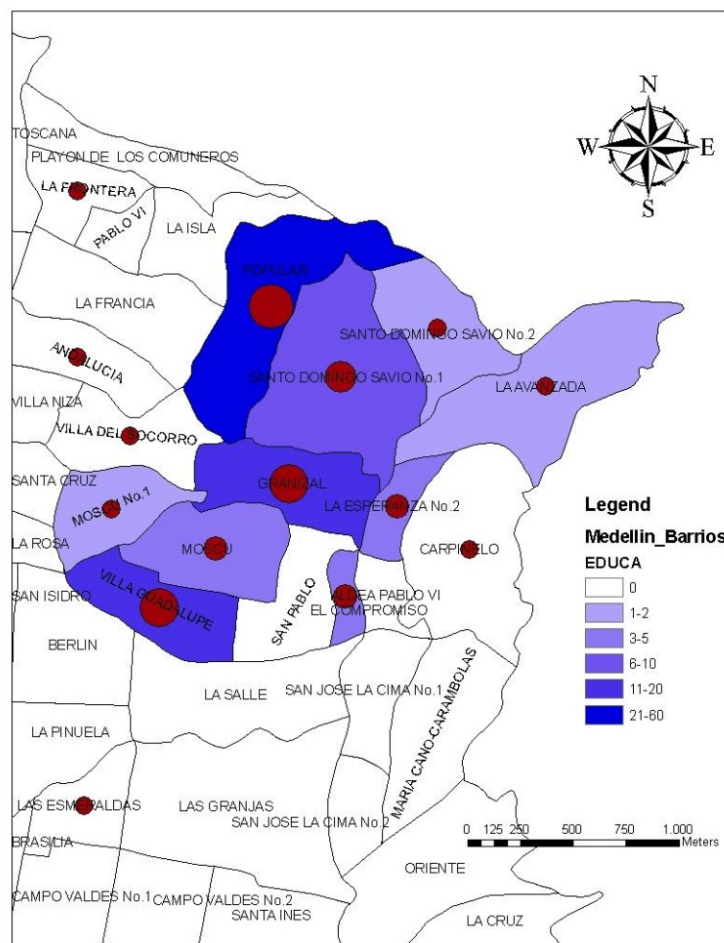 N
W E
S
TOSCANA
PLAYON DE LOS COMUNEROS
LA FRONTERA
PABLO VI
LA ISLA
POPULAR
LA FRANCIA
SANTO DOMINGO SAVIO No.2
ANDALUCIA
SANTO DOMINGO SAVIO No.1
LA AVANZADA
VILLA NIZA
VILLA DEL SOCORRO
SANTA CRUZ
GRANIZAL
MOSCU No.1
LA ESPERANZA No.2
LA ROSA
MOSCU
CARPINELO
SAN ISIDRO
VILLA GUADALUPE
SAN PABLO
ALDEA PABLO VI
EL COMPROMISO
BERLIN
LA SALLE
SAN JOSE LA CIMA No.1
MARIA CANO-CARAMBOLAS
LA PINUELA
LAS ESMERALDAS
LAS GRANJAS
SAN JOSE LA CIMA No.2
BRASILIA
ORIENTE
CAMPO VALDES No.1
CAMPO VALDES No.2
SANTA INES
LA CRUZ
Legend
Medellin_Barrios
EDUCA
0
1-2
3-5
6-10
11-20
21-60
0 125 250 500 750 1.000
Meters